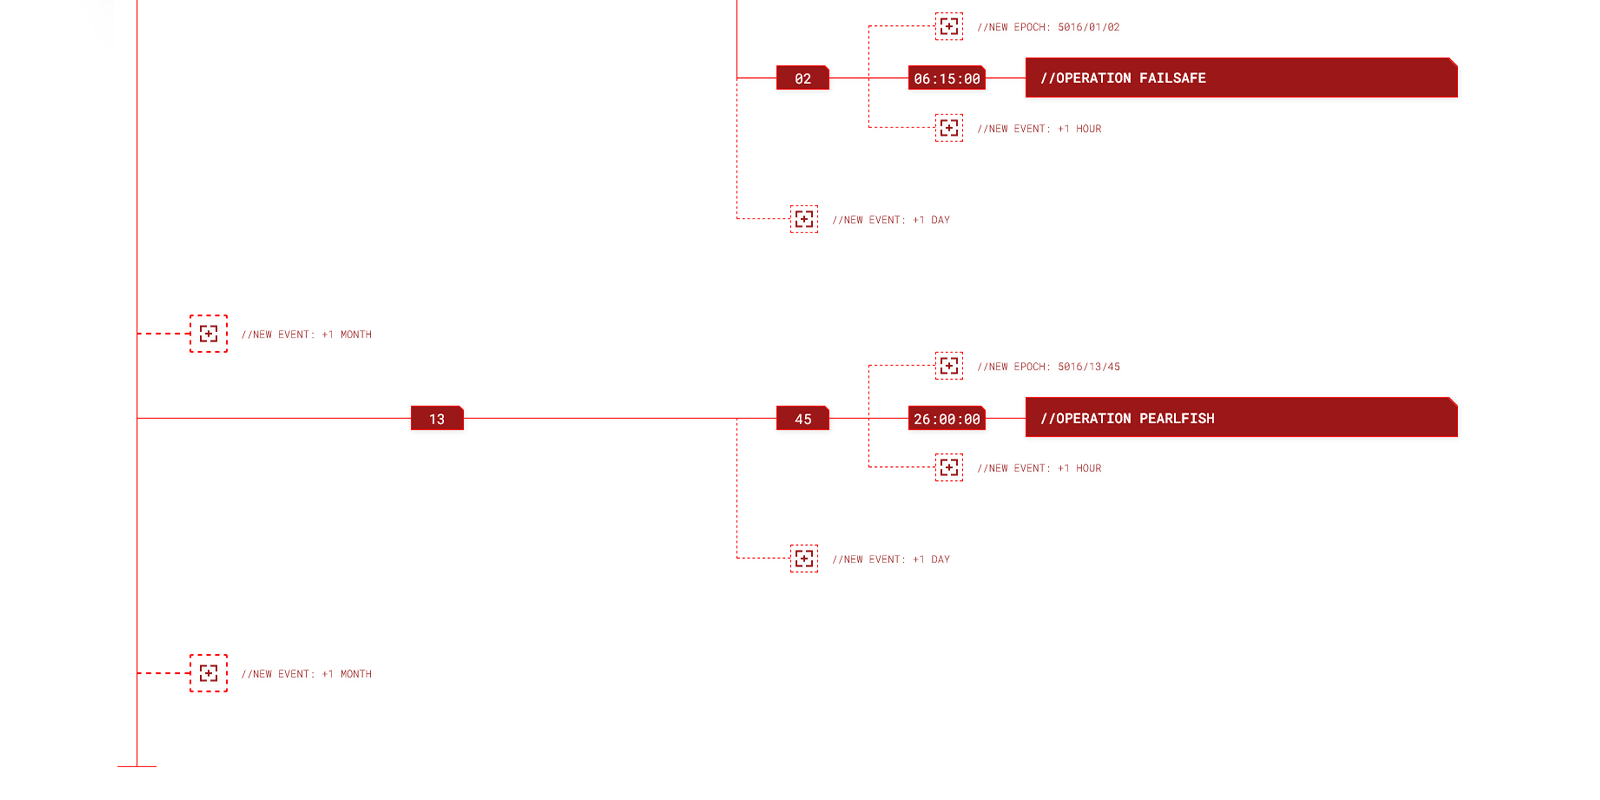 //NEW EPOCH: 5016/01/02
02
06:15:00
//OPERATION FAILSAFE
//NEW EVENT: +1 HOUR
//NEW EVENT: +1 DAY
//NEW EVENT: +1 MONTH
//NEW EPOCH: 5016/13/45
13
45
26:00:00
//OPERATION PEARLFISH
//NEW EVENT: +1 HOUR
//NEW EVENT: +1 DAY
//NEW EVENT: +1 MONTH